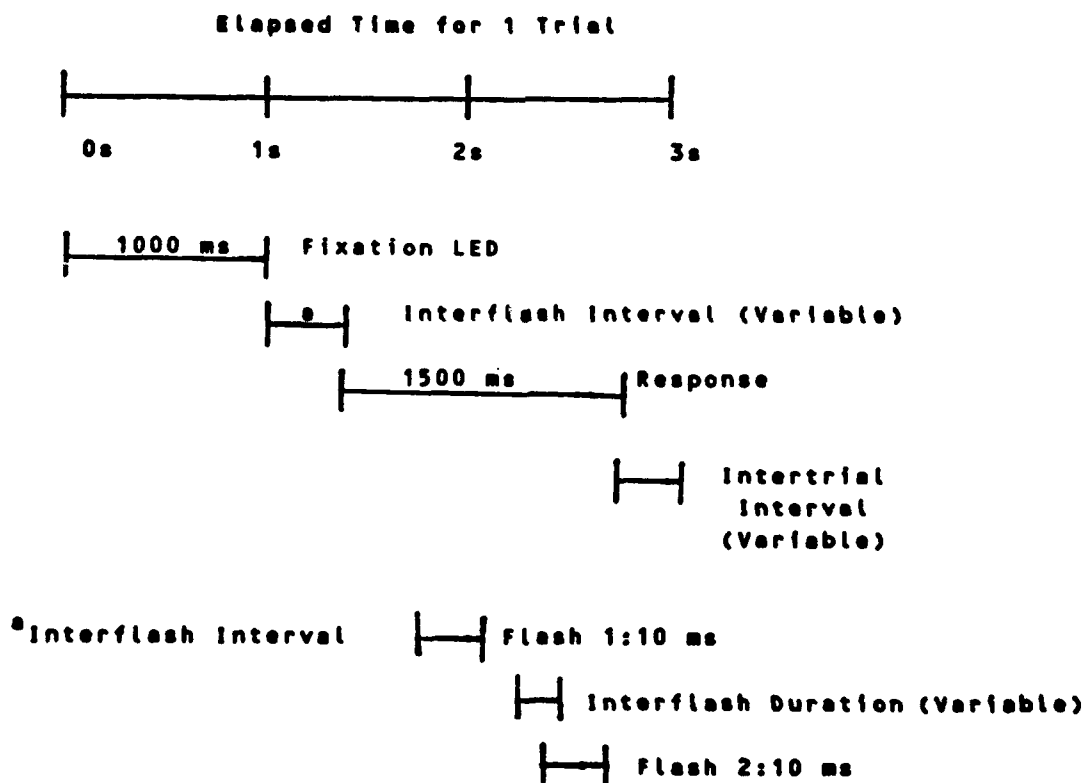 Elapsed Time for 1 Trial
0s 1s 2s 3s
1000 ms Fixation LED
a Interflash Interval (Variable)
1500 ms Response
Intertrial
Interval
(Variable)
a Interflash Interval Flash 1:10 ms
Interflash Duration (Variable)
Flash 2:10 ms